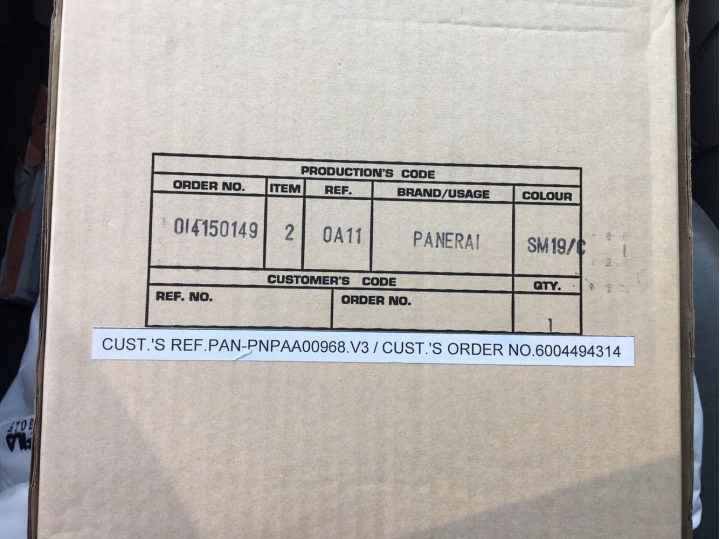 PRODUCTION'S CODE
ORDER NO. ITEM REF. BRAND/USAGE COLOUR
014150149 2 0A11 PANERAI SM19/C
CUSTOMER'S CODE QTY.
REF. NO. ORDER NO.
1
CUST.'S REF.PAN-PNPAA00968.V3 / CUST.'S ORDER NO.6004494314